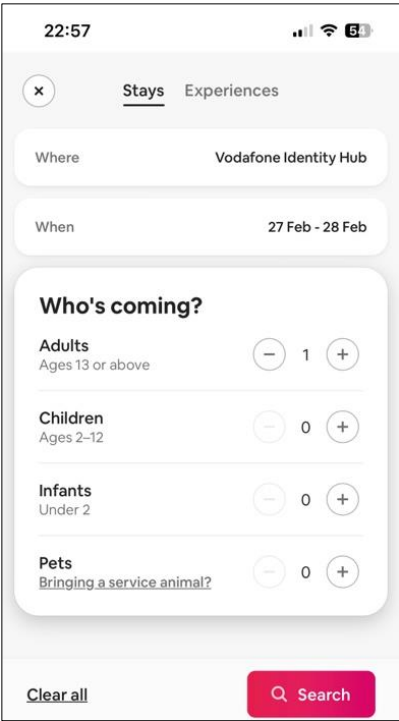 22:57
54
Stays Experiences
Where Vodafone Identity Hub
When 27 Feb - 28 Feb
Who's coming?
Adults
Ages 13 or above
1
Children
Ages 2–12
0
Infants
Under 2
0
Pets
Bringing a service animal?
0
Clear all
Search